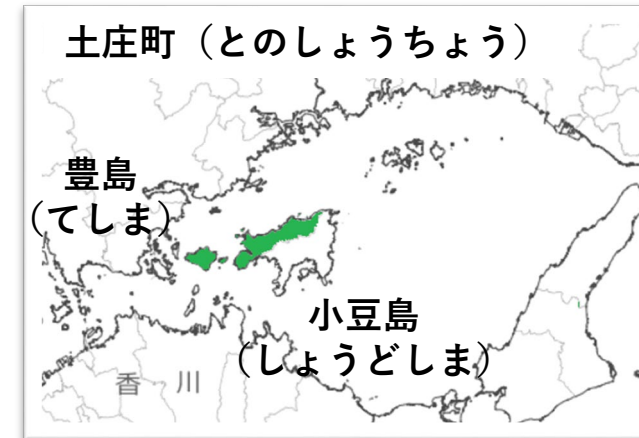 土庄町（とのしょうちょう）
豊島
（てしま）
小豆島
（しょうどしま）
香川